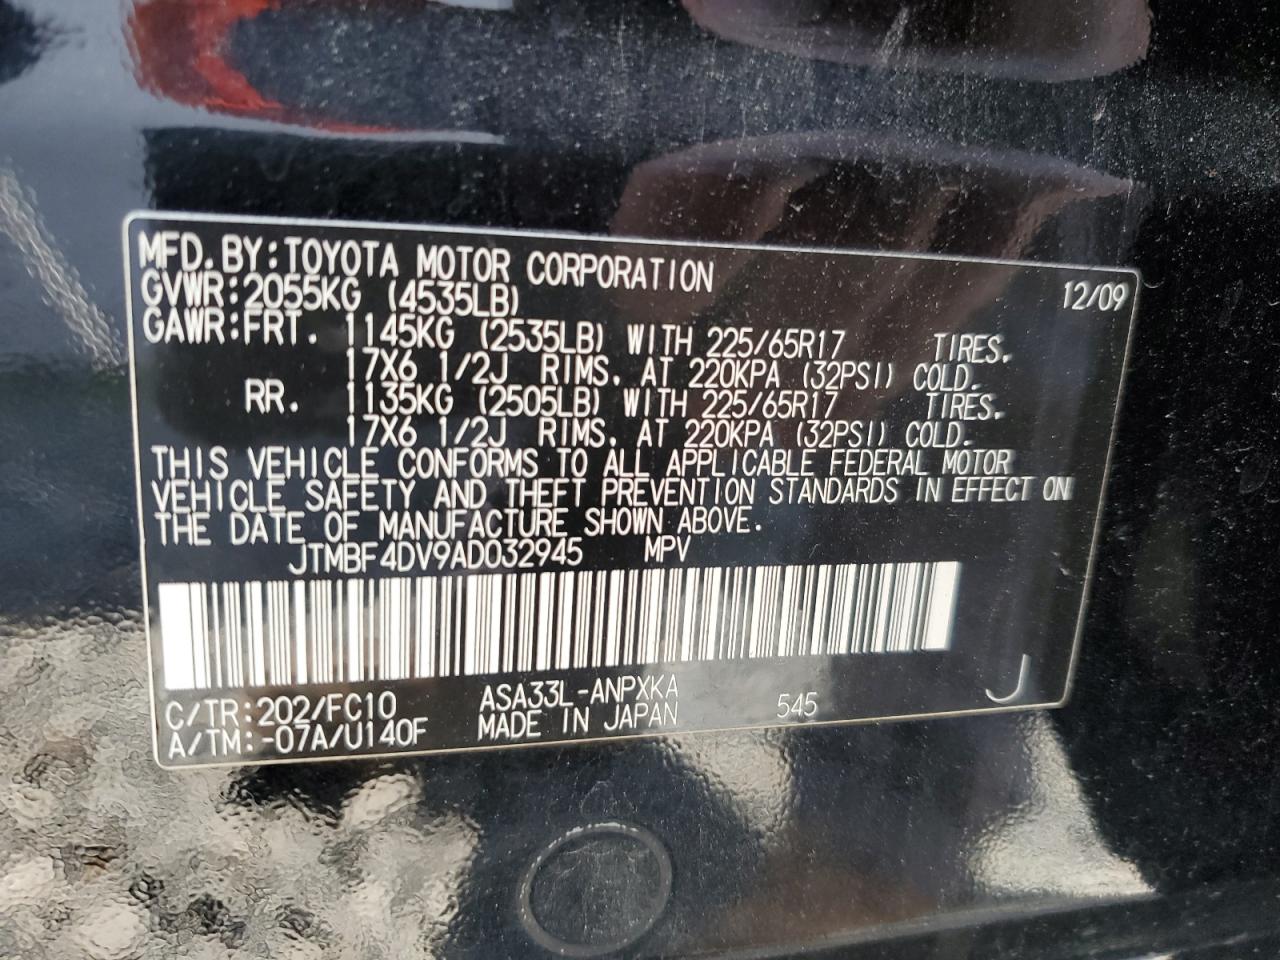 MFD. BY: TOYOTA MOTOR CORPORATION 12/09
GVWR: 2055KG (4535LB)
GAWR: FRT. 1145KG (2535LB) WITH 225/65R17 TIRES.
17X6 1/2J RIMS. AT 220KPA (32PSI) COLD.
RR. 1135KG (2505LB) WITH 225/65R17 TIRES.
17X6 1/2J RIMS. AT 220KPA (32PSI) COLD.
THIS VEHICLE CONFORMS TO ALL APPLICABLE FEDERAL MOTOR
VEHICLE SAFETY AND THEFT PREVENTION STANDARDS IN EFFECT ON
THE DATE OF MANUFACTURE SHOWN ABOVE.
JTMBF4DV9AD032945 MPV
C/TR: 202/FC10 ASA33L-ANPXKA 545 J
A/TM: -07A/U140F MADE IN JAPAN